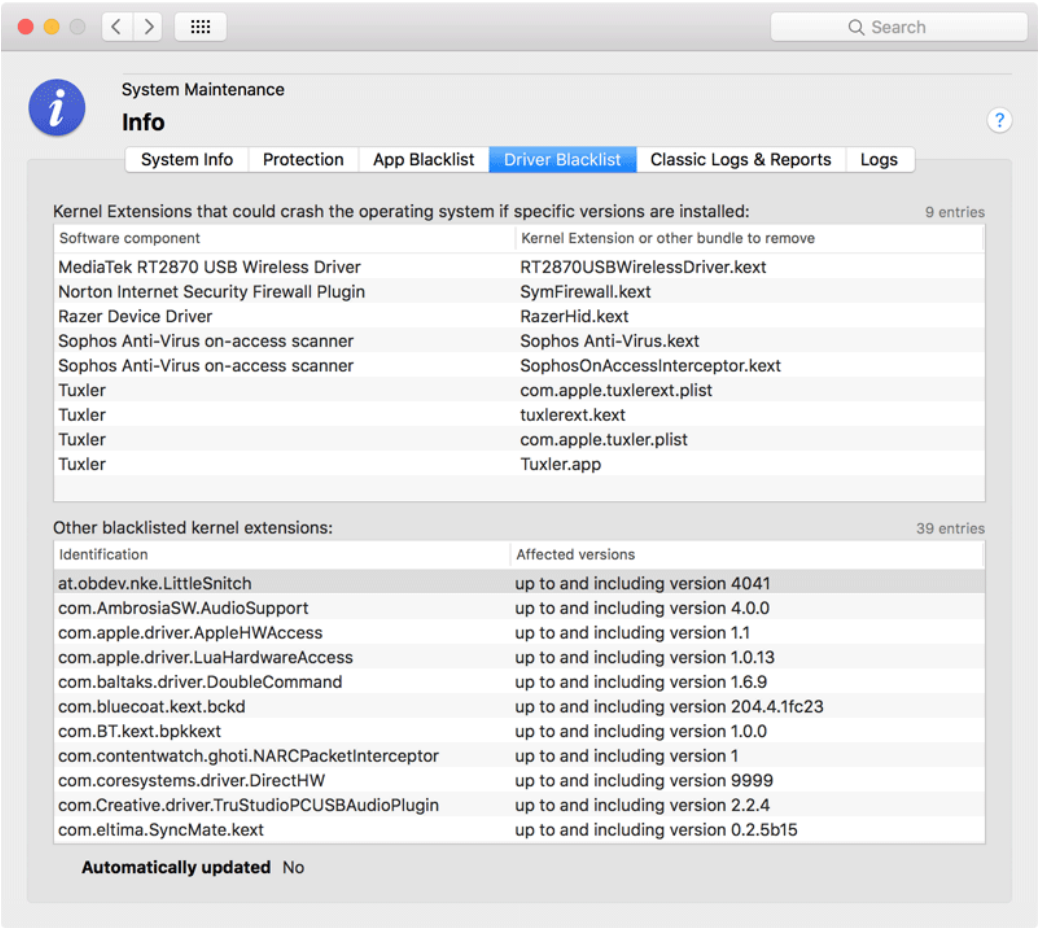 Search
System Maintenance
Info
?
System Info Protection App Blacklist Driver Blacklist Classic Logs & Reports Logs
Kernel Extensions that could crash the operating system if specific versions are installed: 9 entries
Software component Kernel Extension or other bundle to remove
MediaTek RT2870 USB Wireless Driver RT2870USBWirelessDriver.kext
Norton Internet Security Firewall Plugin SymFirewall.kext
Razer Device Driver RazerHid.kext
Sophos Anti-Virus on-access scanner Sophos Anti-Virus.kext
Sophos Anti-Virus on-access scanner SophosOnAccessInterceptor.kext
Tuxler com.apple.tuxlerext.plist
Tuxler tuxlerext.kext
Tuxler com.apple.tuxler.plist
Tuxler Tuxler.app
Other blacklisted kernel extensions: 39 entries
Identification Affected versions
at.obdev.nke.LittleSnitch up to and including version 4041
com.AmbrosiaSW.AudioSupport up to and including version 4.0.0
com.apple.driver.AppleHWAccess up to and including version 1.1
com.apple.driver.LuaHardwareAccess up to and including version 1.0.13
com.baltaks.driver.DoubleCommand up to and including version 1.6.9
com.bluecoat.kext.bckd up to and including version 204.4.1fc23
com.BT.kext.bpkkext up to and including version 1.0.0
com.contentwatch.ghoti.NARCPacketInterceptor up to and including version 1
com.coresystems.driver.DirectHW up to and including version 9999
com.Creative.driver.TruStudioPCUSBAudioPlugin up to and including version 2.2.4
com.eltima.SyncMate.kext up to and including version 0.2.5b15
Automatically updated No